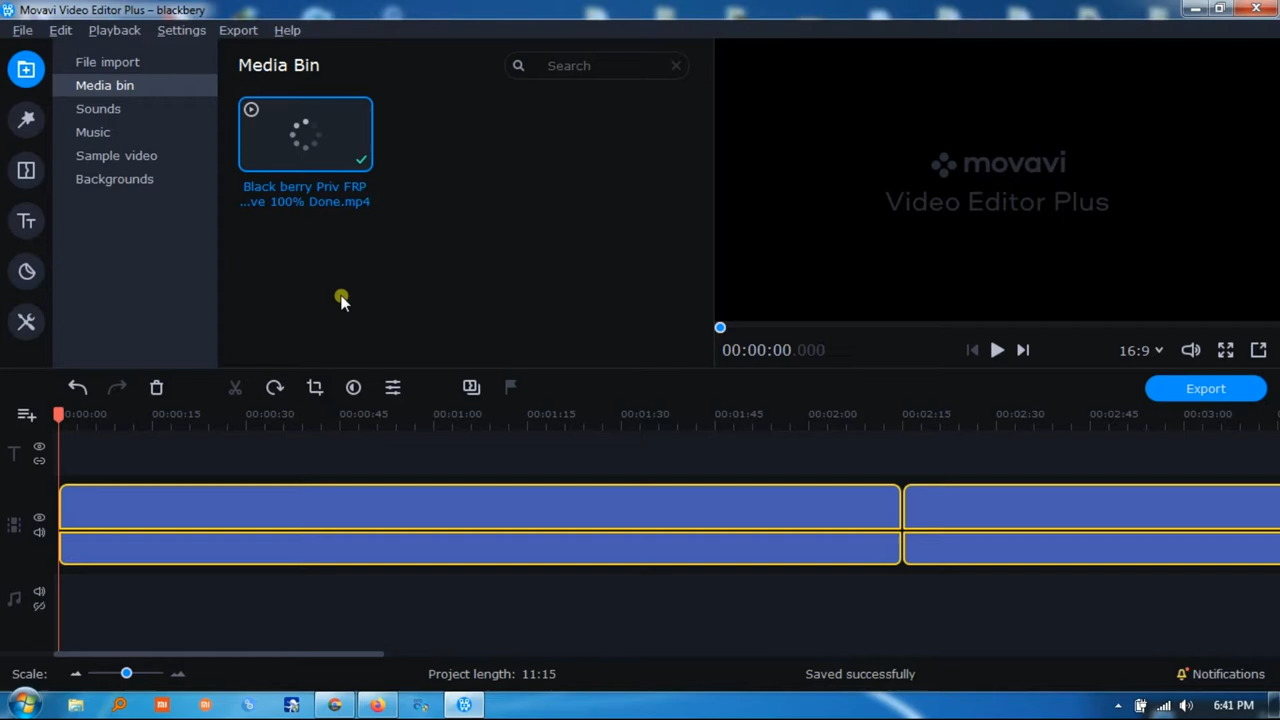 Movavi Video Editor Plus – blackbery
File Edit Playback Settings Export Help
File import
Media bin
Sounds
Music
Sample video
Backgrounds
Media Bin
Search
Black berry Priv FRP
...ve 100% Done.mp4
movavi
Video Editor Plus
00:00:00.000
16:9
Export
0:00:00 00:00:15 00:00:30 00:00:45 00:01:00 00:01:15 00:01:30 00:01:45 00:02:00 00:02:15 00:02:30 00:02:45 00:03:00
Scale:
Project length: 11:15
Saved successfully
Notifications
6:41 PM